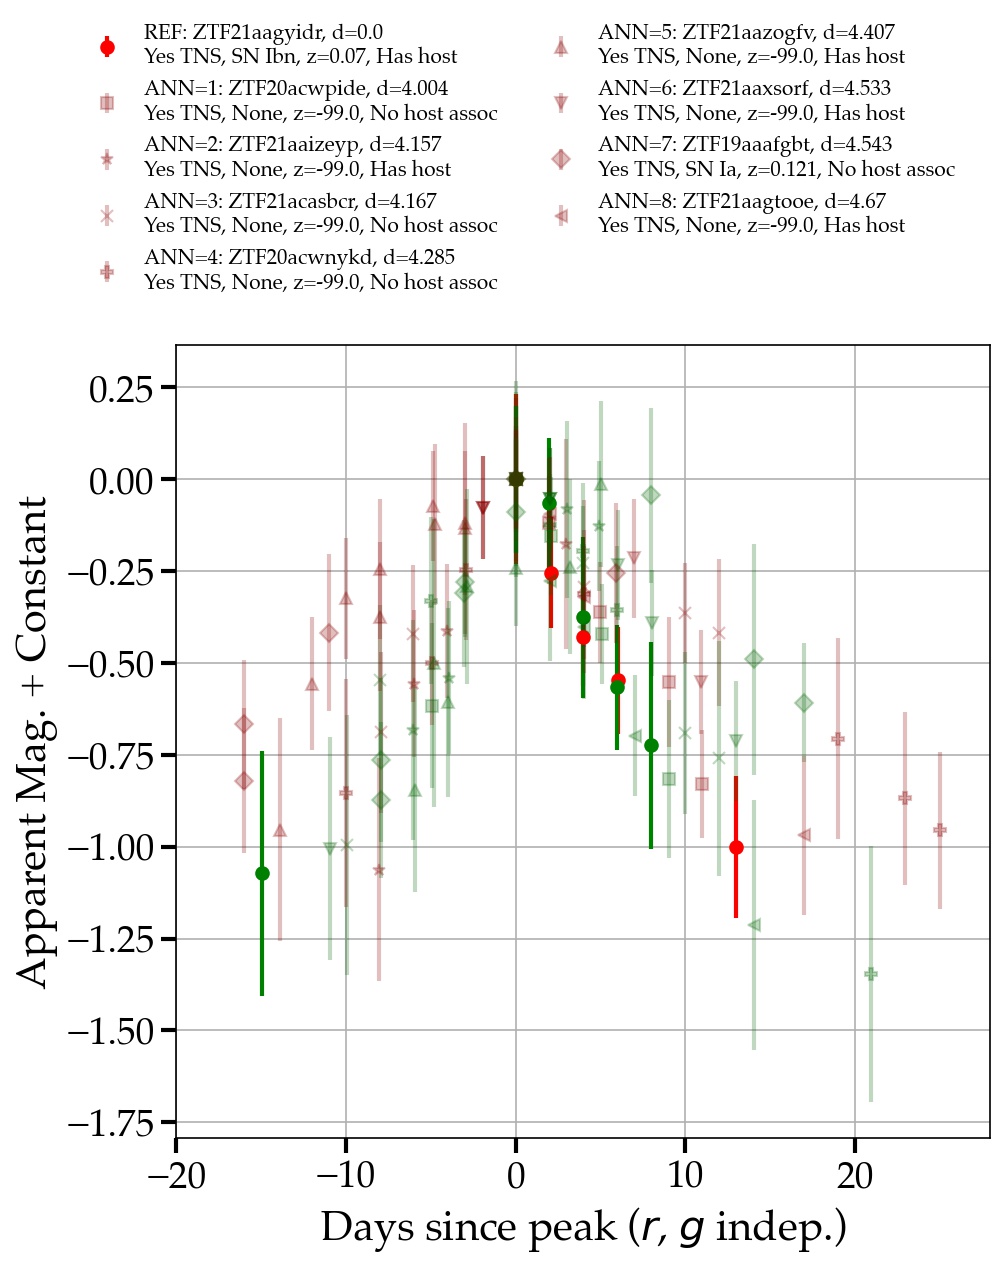 REF: ZTF21aagyidr, d=0.0
Yes TNS, SN Ibn, z=0.07, Has host
ANN=1: ZTF20acwpide, d=4.004
Yes TNS, None, z=-99.0, No host assoc
ANN=2: ZTF21aaizeyp, d=4.157
Yes TNS, None, z=-99.0, Has host
ANN=3: ZTF21acasbcr, d=4.167
Yes TNS, None, z=-99.0, No host assoc
ANN=4: ZTF20acwnykd, d=4.285
Yes TNS, None, z=-99.0, No host assoc
ANN=5: ZTF21aazogfv, d=4.407
Yes TNS, None, z=-99.0, Has host
ANN=6: ZTF21aaxsorf, d=4.533
Yes TNS, None, z=-99.0, Has host
ANN=7: ZTF19aaafgbt, d=4.543
Yes TNS, SN Ia, z=0.121, No host assoc
ANN=8: ZTF21aagtooe, d=4.67
Yes TNS, None, z=-99.0, Has host
Apparent Mag. + Constant
0.25
0.00
−0.25
−0.50
−0.75
−1.00
−1.25
−1.50
−1.75
−20
−10
0
10
20
Days since peak (r, g indep.)